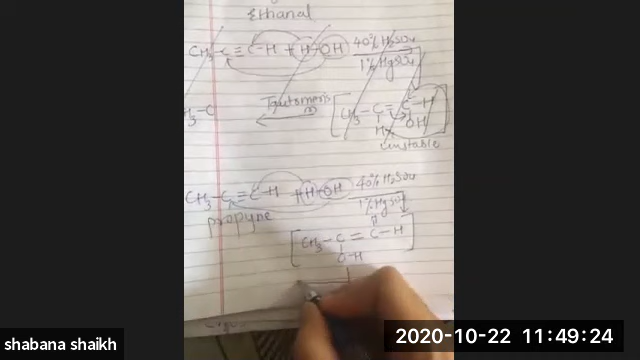 Ethanal
CH₃-C≡C-H + H-OH 40% H₂SO₄
1% HgSO₄
H₃-C
Tautomerism
[CH₃-C=C-H
H OH
Unstable
CH₃-C≡C-H + H-OH 40% H₂SO₄
propyne 1% HgSO₄
H
[CH₃-C=C-H]
O-H
shabana shaikh
2020-10-22 11:49:24